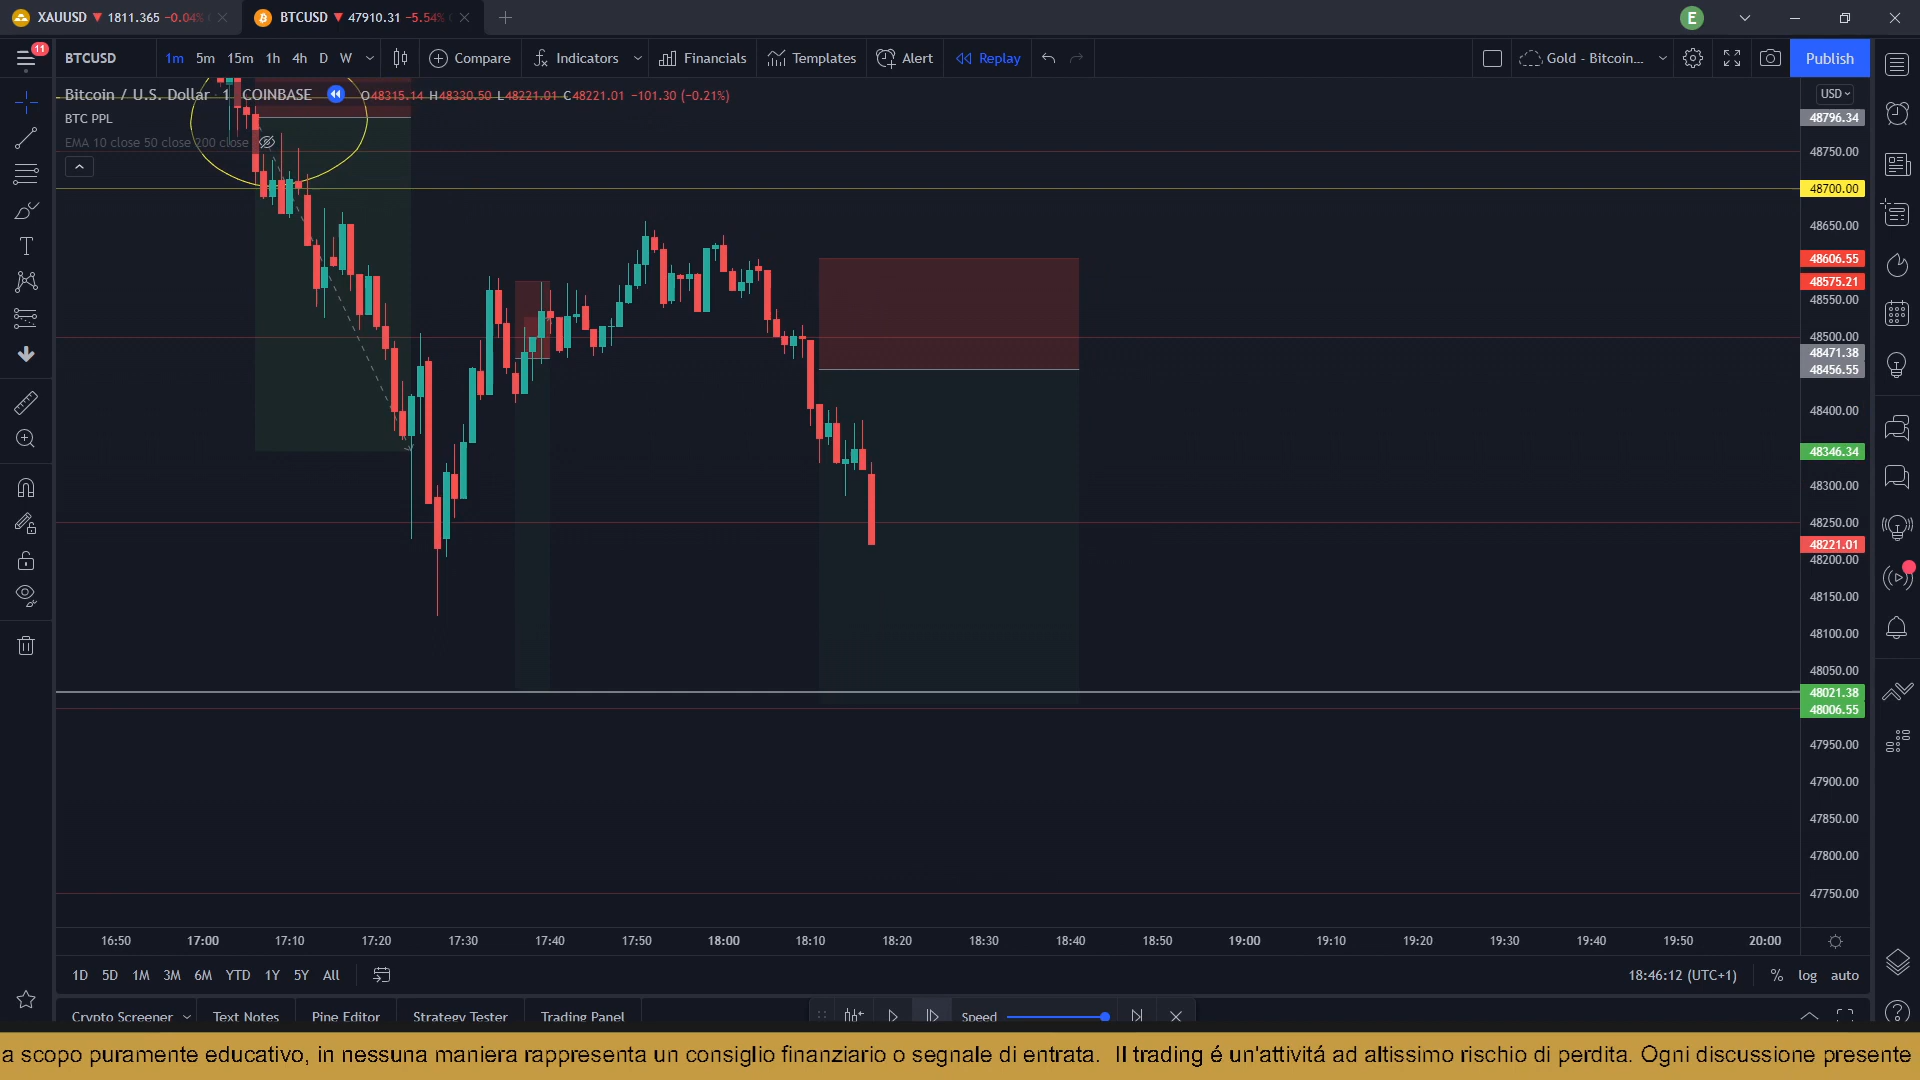 XAUUSD ▼ 1811.365 −0.04%
BTCUSD ▼ 47910.31 −5.54%
E
11
BTCUSD 1m 5m 15m 1h 4h D W Compare Indicators Financials Templates Alert Replay Gold - Bitcoin... Publish
Bitcoin / U.S. Dollar · 1 COINBASE O48315.14 H48330.50 L48221.01 C48221.01 −101.30 (−0.21%)
BTC PPL
EMA 10 close 50 close 200 close
USD
48796.34
48750.00
48700.00
48650.00
48606.55
48575.21
48550.00
48500.00
48471.38
48456.55
48400.00
48346.34
48300.00
48250.00
48221.01
48200.00
48150.00
48100.00
48050.00
48021.38
48006.55
47950.00
47900.00
47850.00
47800.00
47750.00
16:50 17:00 17:10 17:20 17:30 17:40 17:50 18:00 18:10 18:20 18:30 18:40 18:50 19:00 19:10 19:20 19:30 19:40 19:50 20:00
1D 5D 1M 3M 6M YTD 1Y 5Y All 18:46:12 (UTC+1) % log auto
Crypto Screener Text Notes Pine Editor Strategy Tester Trading Panel Speed
a scopo puramente educativo, in nessuna maniera rappresenta un consiglio finanziario o segnale di entrata. Il trading é un'attivitá ad altissimo rischio di perdita. Ogni discussione presente